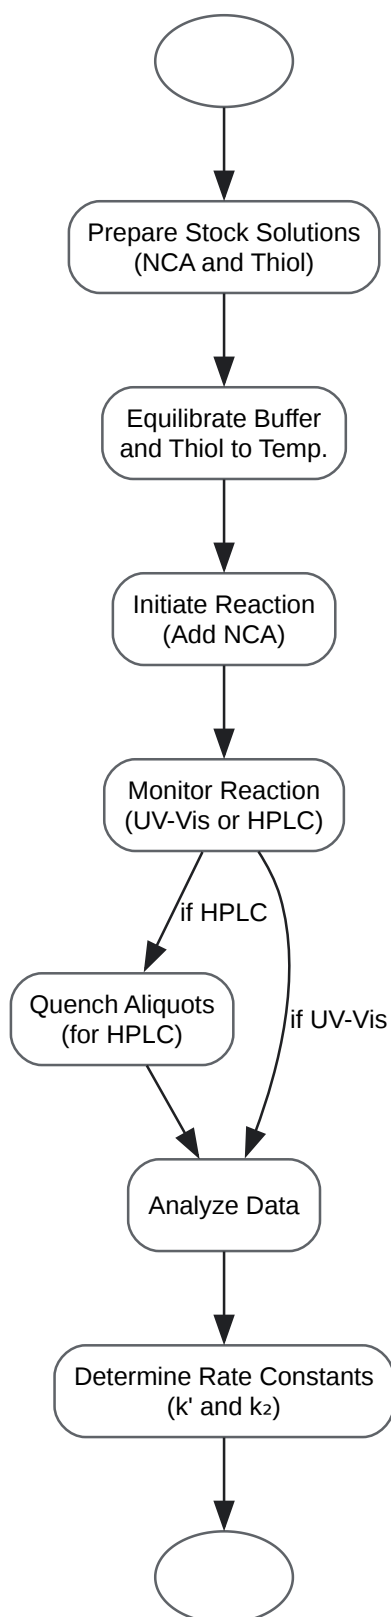 Prepare Stock Solutions
(NCA and Thiol)
Equilibrate Buffer
and Thiol to Temp.
Initiate Reaction
(Add NCA)
Monitor Reaction
(UV-Vis or HPLC)
if HPLC
Quench Aliquots
(for HPLC)
if UV-Vis
Analyze Data
Determine Rate Constants
(k' and k₂)